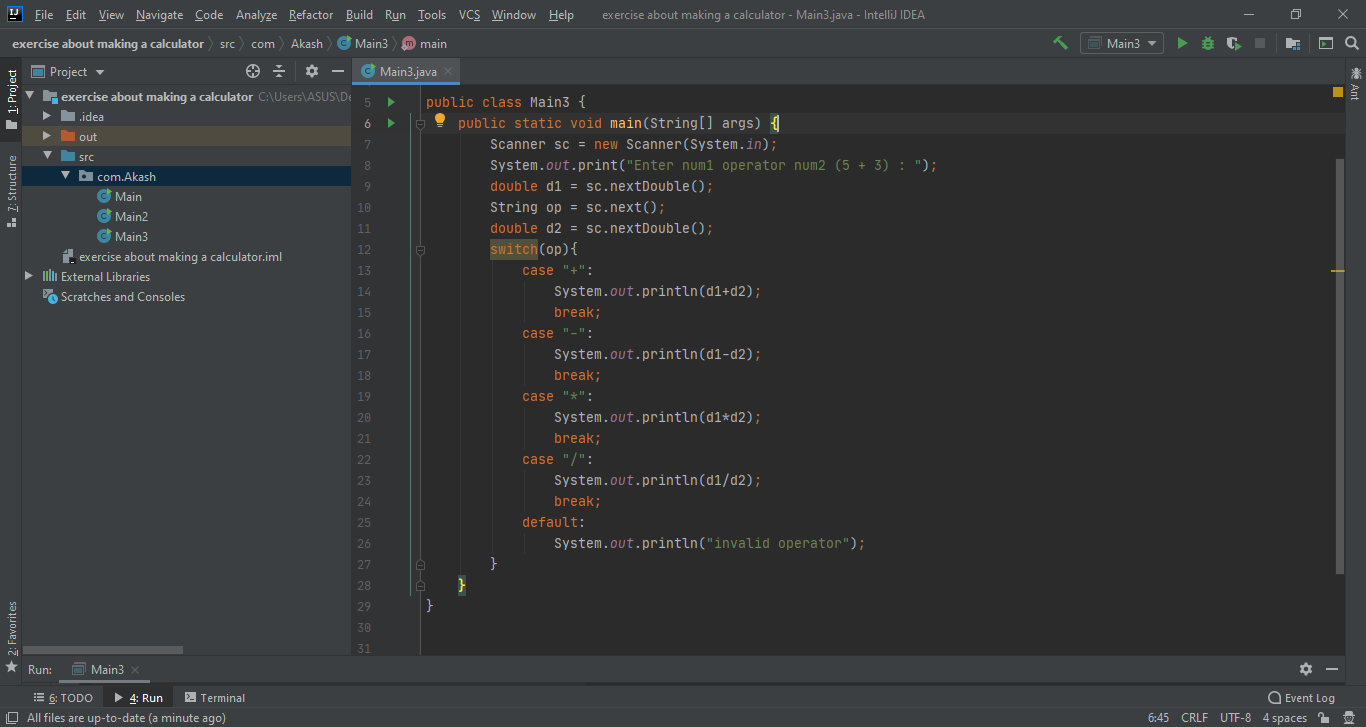 File Edit View Navigate Code Analyze Refactor Build Run Tools VCS Window Help exercise about making a calculator - Main3.java - IntelliJ IDEA
exercise about making a calculator src com Akash Main3 main Main3
1: Project
7: Structure
2: Favorites
Project
exercise about making a calculator C:\Users\ASUS\De
.idea
out
src
com.Akash
Main
Main2
Main3
exercise about making a calculator.iml
External Libraries
Scratches and Consoles
Main3.java
5 public class Main3 {
6 public static void main(String[] args) {
7 Scanner sc = new Scanner(System.in);
8 System.out.print("Enter num1 operator num2 (5 + 3) : ");
9 double d1 = sc.nextDouble();
10 String op = sc.next();
11 double d2 = sc.nextDouble();
12 switch(op){
13 case "+":
14 System.out.println(d1+d2);
15 break;
16 case "-":
17 System.out.println(d1-d2);
18 break;
19 case "*":
20 System.out.println(d1*d2);
21 break;
22 case "/":
23 System.out.println(d1/d2);
24 break;
25 default:
26 System.out.println("invalid operator");
27 }
28 }
29 }
30
31
Ant
Run: Main3
6: TODO 4: Run Terminal Event Log
All files are up-to-date (a minute ago) 6:45 CRLF UTF-8 4 spaces